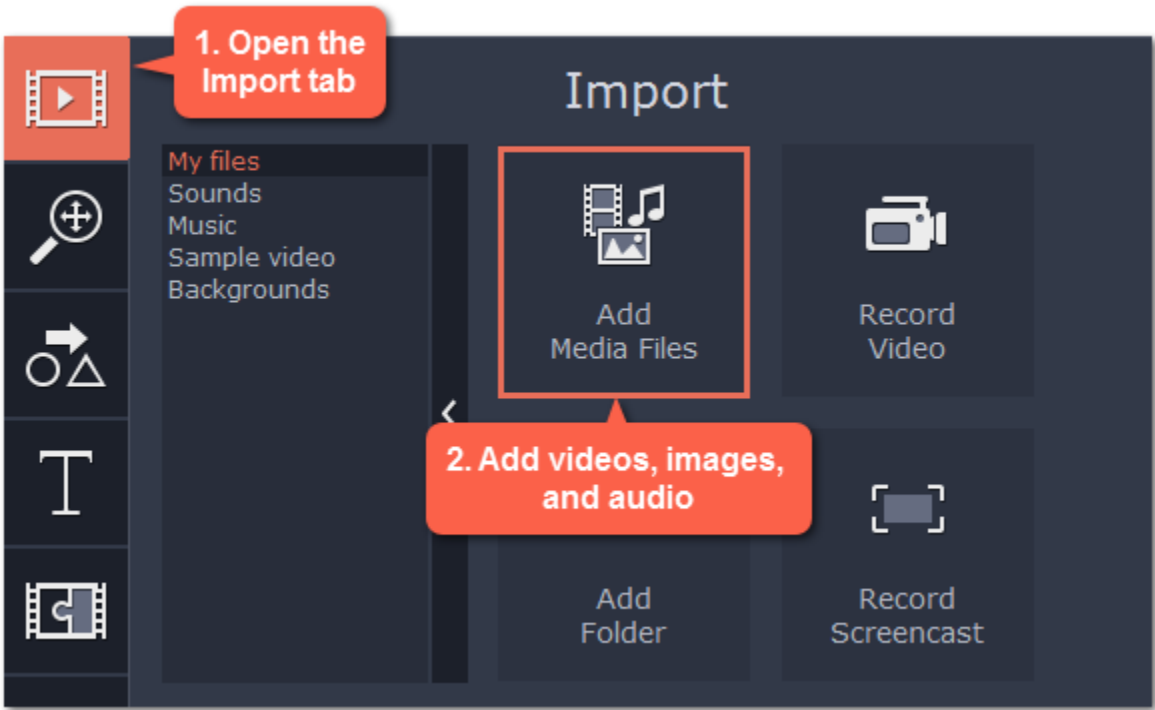 1. Open the
Import tab
Import
My files
Sounds
Music
Sample video
Backgrounds
Add
Media Files
Record
Video
2. Add videos, images,
and audio
Add
Folder
Record
Screencast